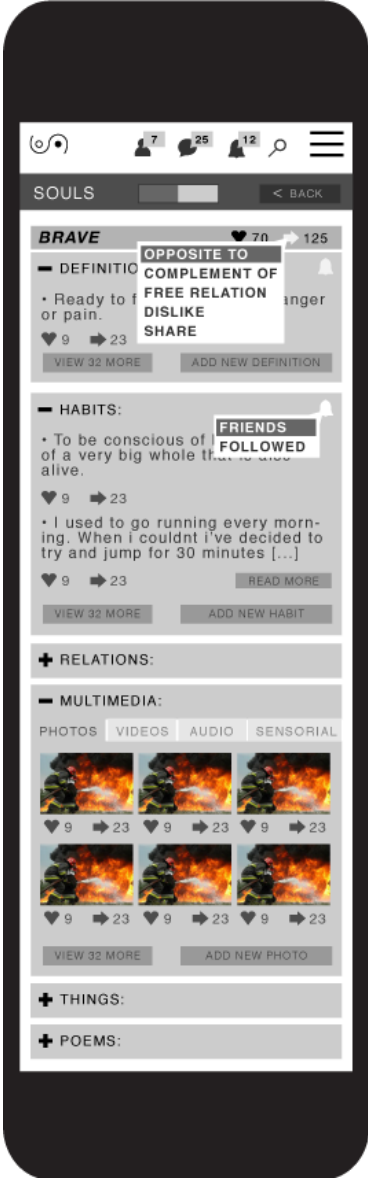 7 25 12
SOULS < BACK
BRAVE 70 125
OPPOSITE TO
COMPLEMENT OF
FREE RELATION
DISLIKE
SHARE
DEFINITIO
• Ready to f anger
or pain.
9 23
VIEW 32 MORE ADD NEW DEFINITION
HABITS:
FRIENDS
FOLLOWED
• To be conscious of
of a very big whole that is also
alive.
9 23
• I used to go running every morn-
ing. When i couldnt i've decided to
try and jump for 30 minutes [...]
9 23 READ MORE
VIEW 32 MORE ADD NEW HABIT
RELATIONS:
MULTIMEDIA:
PHOTOS VIDEOS AUDIO SENSORIAL
9 23 9 23 9 23
9 23 9 23 9 23
VIEW 32 MORE ADD NEW PHOTO
THINGS:
POEMS: